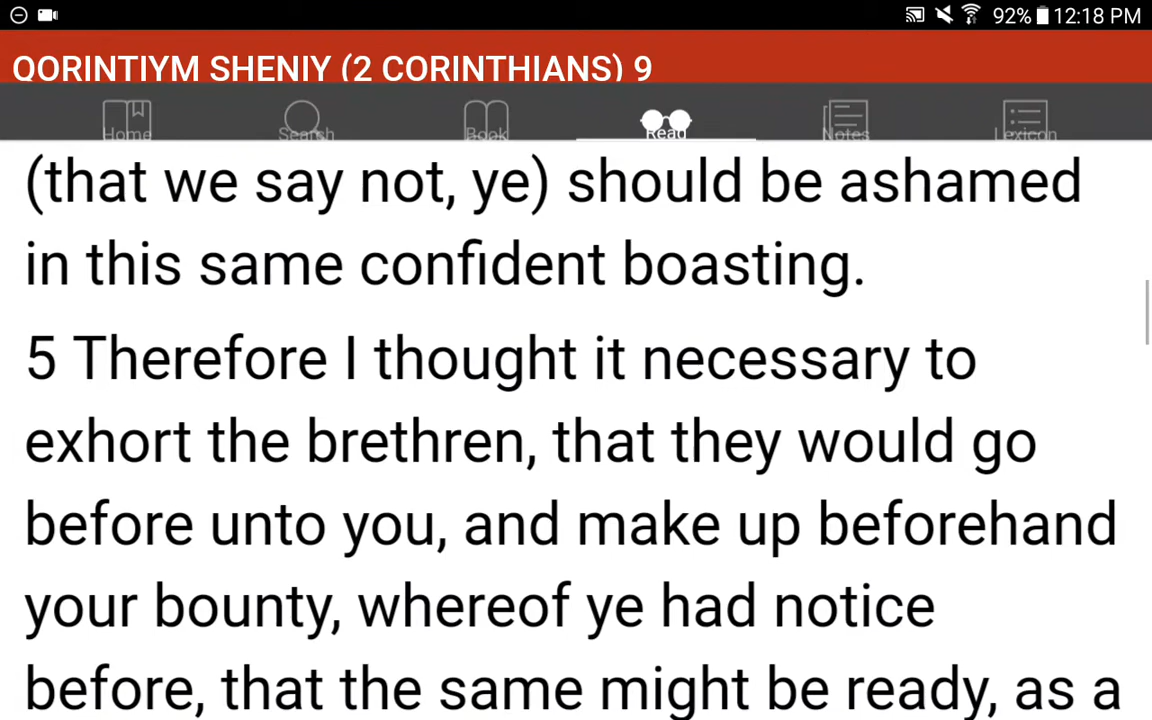 92% 12:18 PM
QORINTIYM SHENIY (2 CORINTHIANS) 9
Home Search Book Read Notes Lexicon
(that we say not, ye) should be ashamed
in this same confident boasting.
5 Therefore I thought it necessary to
exhort the brethren, that they would go
before unto you, and make up beforehand
your bounty, whereof ye had notice
before, that the same might be ready, as a